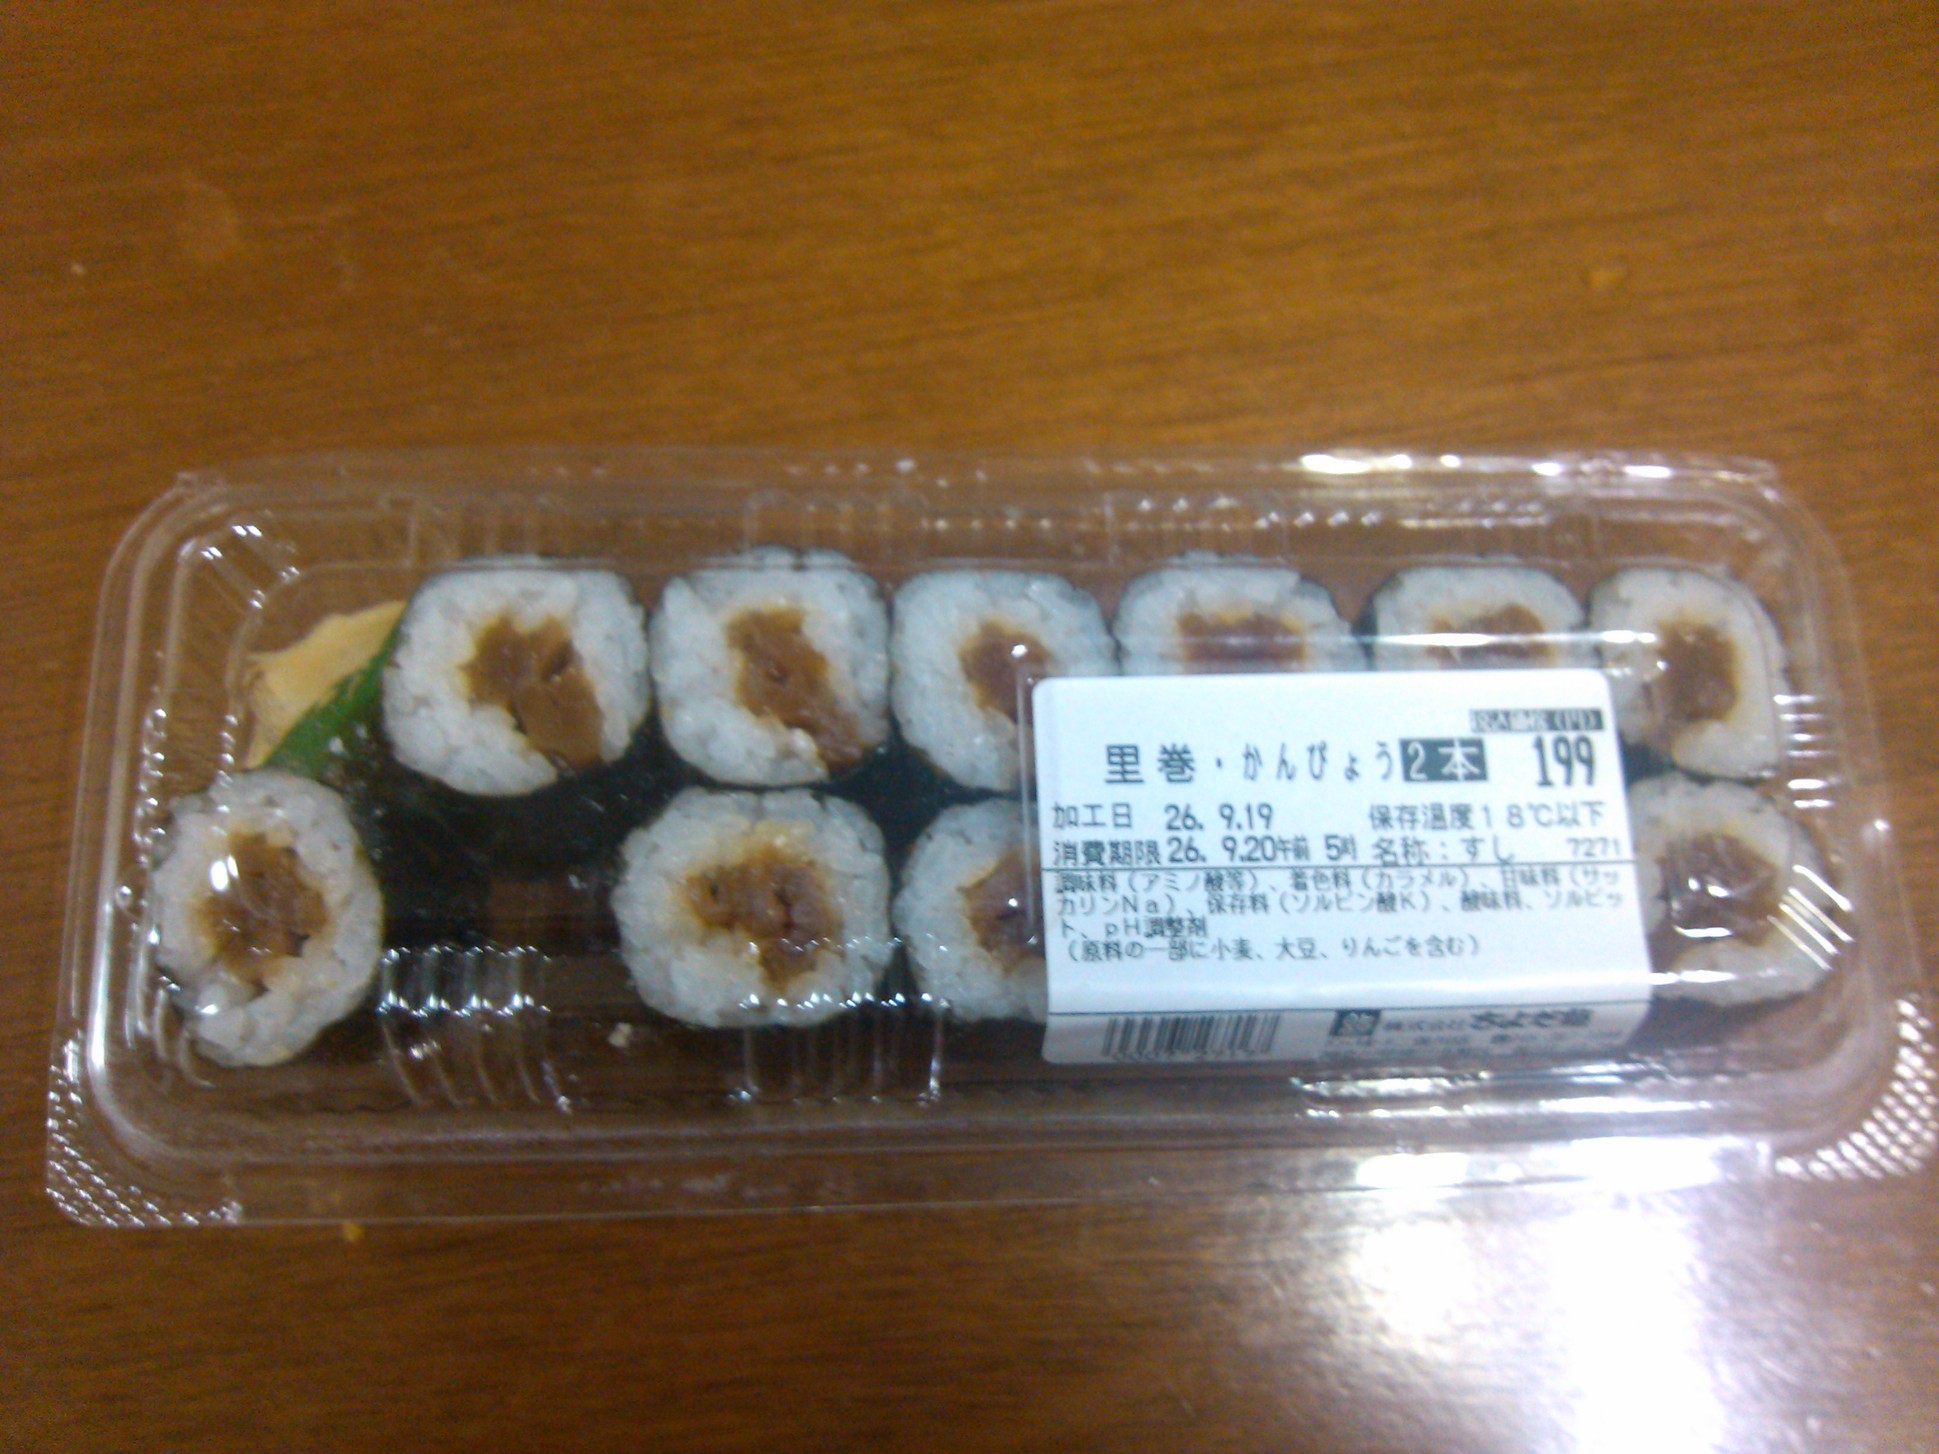 里巻・かんぴょう2本 199
加工日 26. 9.19 保存温度18℃以下
消費期限 26. 9.20午前 5時 名称:すし 7271
調味料(アミノ酸等)、着色料(カラメル)、甘味料(サッ
カリンNa)、保存料(ソルビン酸K)、酸味料、ソルビッ
ト、pH調整剤
(原料の一部に小麦、大豆、りんごを含む)
株式会社